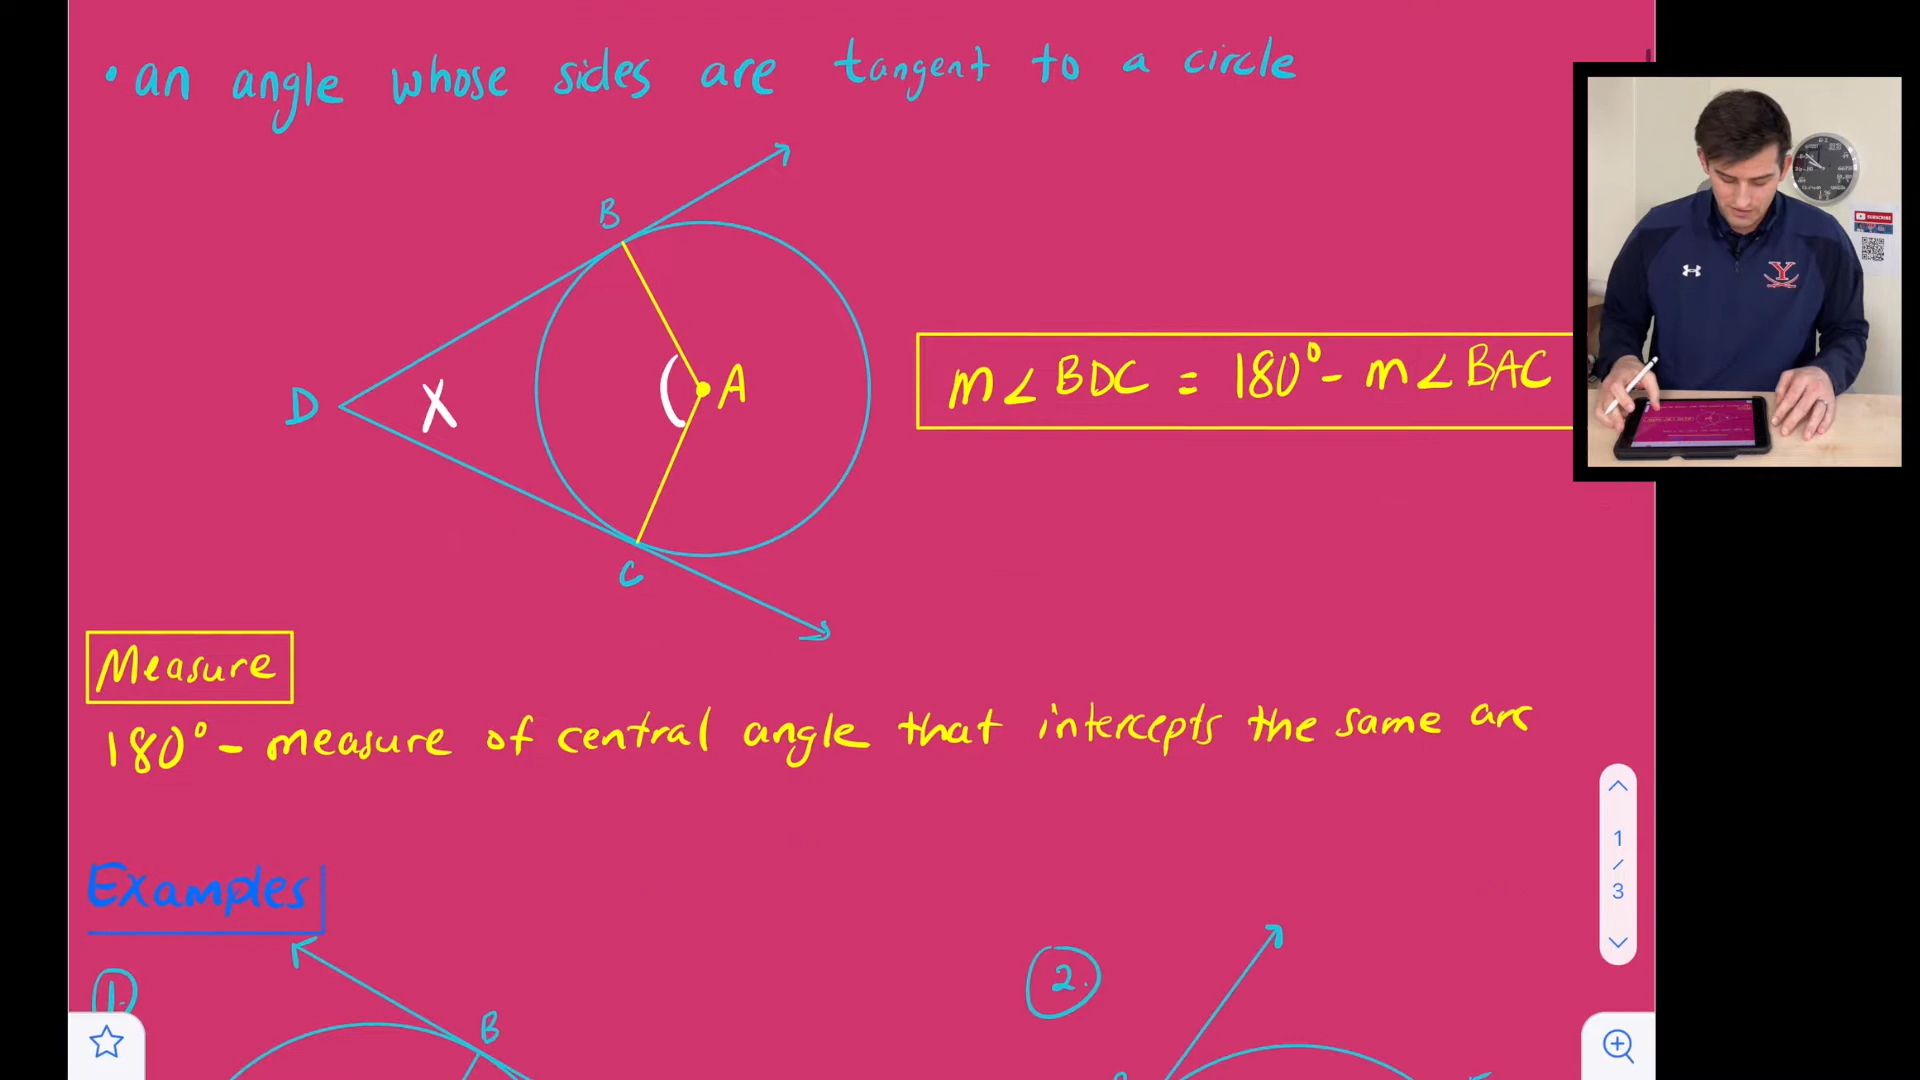 • an angle whose sides are tangent to a circle
B
D
X
A
m∠BDC = 180° - m∠BAC
C
Measure
180° - measure of central angle that intercepts the same arc
Examples
1.
B
2.
1
/
3
Y
SUBSCRIBE